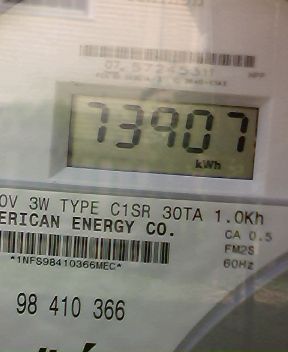 73907
kWh
0V 3W TYPE C1SR 30TA 1.0Kh
ERICAN ENERGY CO.
CA 0.5
FM2S
60Hz
*1NFS98410366MEC*
98 410 366